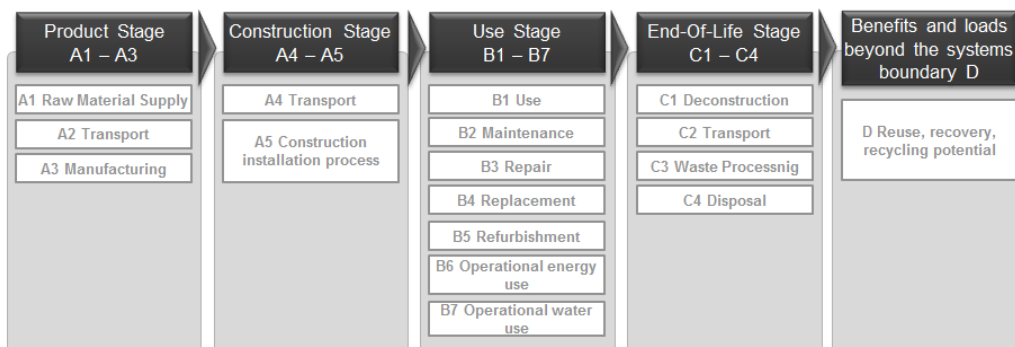 Product Stage
A1 – A3
A1 Raw Material Supply
A2 Transport
A3 Manufacturing
Construction Stage
A4 – A5
A4 Transport
A5 Construction
installation process
Use Stage
B1 – B7
B1 Use
B2 Maintenance
B3 Repair
B4 Replacement
B5 Refurbishment
B6 Operational energy
use
B7 Operational water
use
End-Of-Life Stage
C1 – C4
C1 Deconstruction
C2 Transport
C3 Waste Processnig
C4 Disposal
Benefits and loads
beyond the systems
boundary D
D Reuse, recovery,
recycling potential